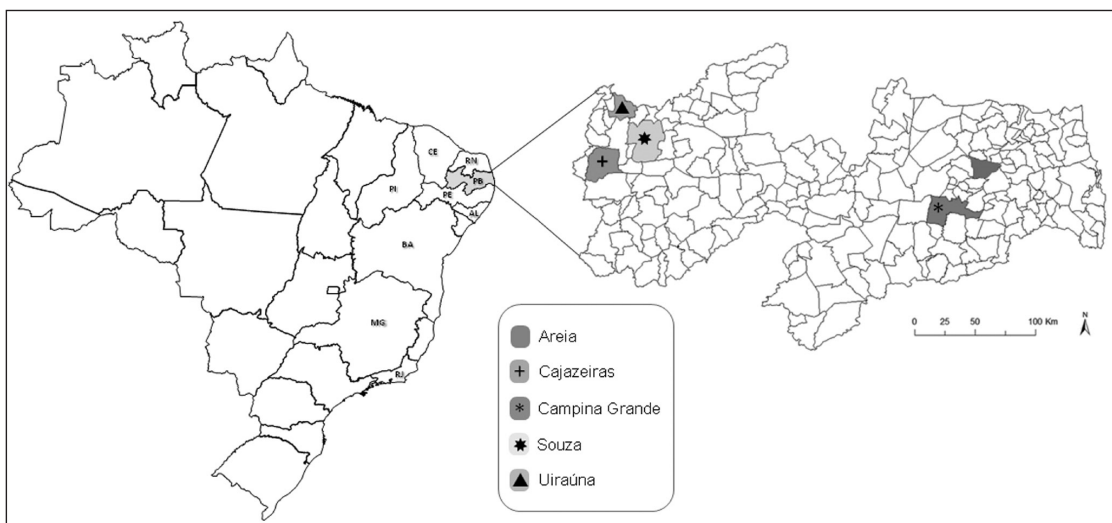 CE
RN
PB
PI
PE
AL
BA
MG
RJ
Areia
Cajazeiras
Campina Grande
Souza
Uiraúna
0 25 50 100 Km
N